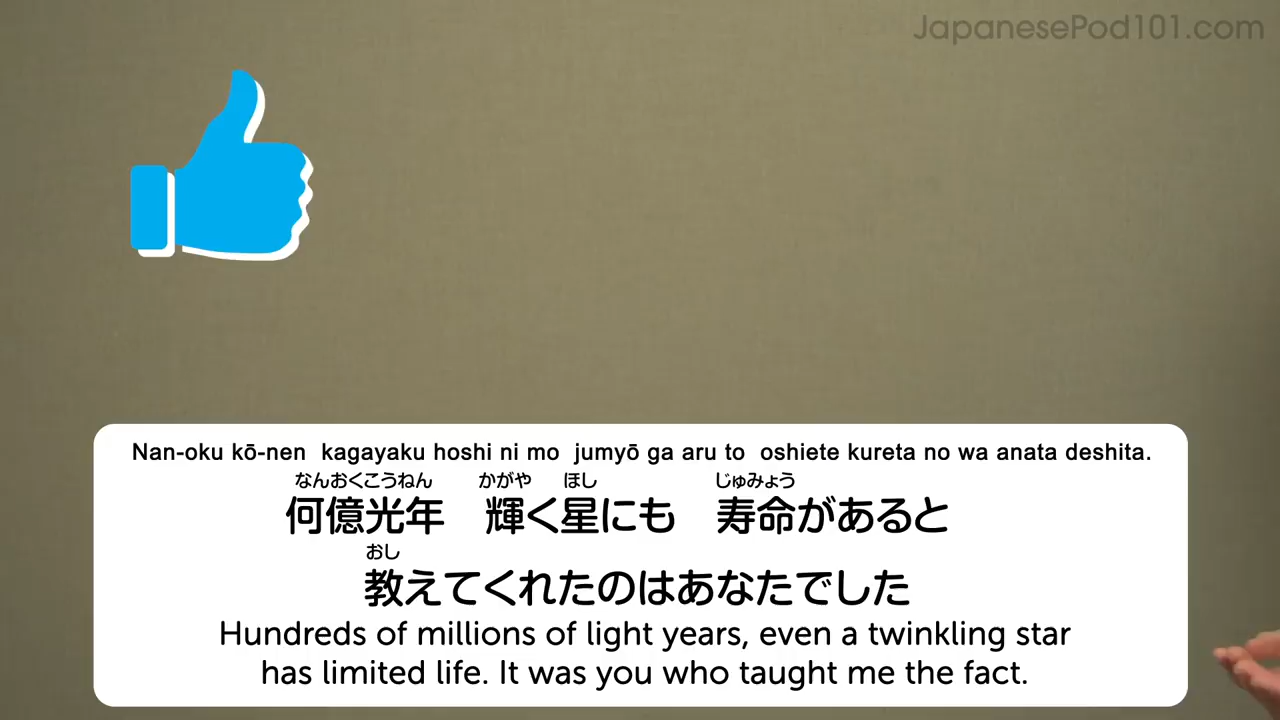 JapanesePod101.com
Nan-oku kō-nen kagayaku hoshi ni mo jumyō ga aru to oshiete kureta no wa anata deshita.
なんおくこうねん かがや ほし じゅみょう
何億光年 輝く星にも 寿命があると
おし
教えてくれたのはあなたでした
Hundreds of millions of light years, even a twinkling star
has limited life. It was you who taught me the fact.